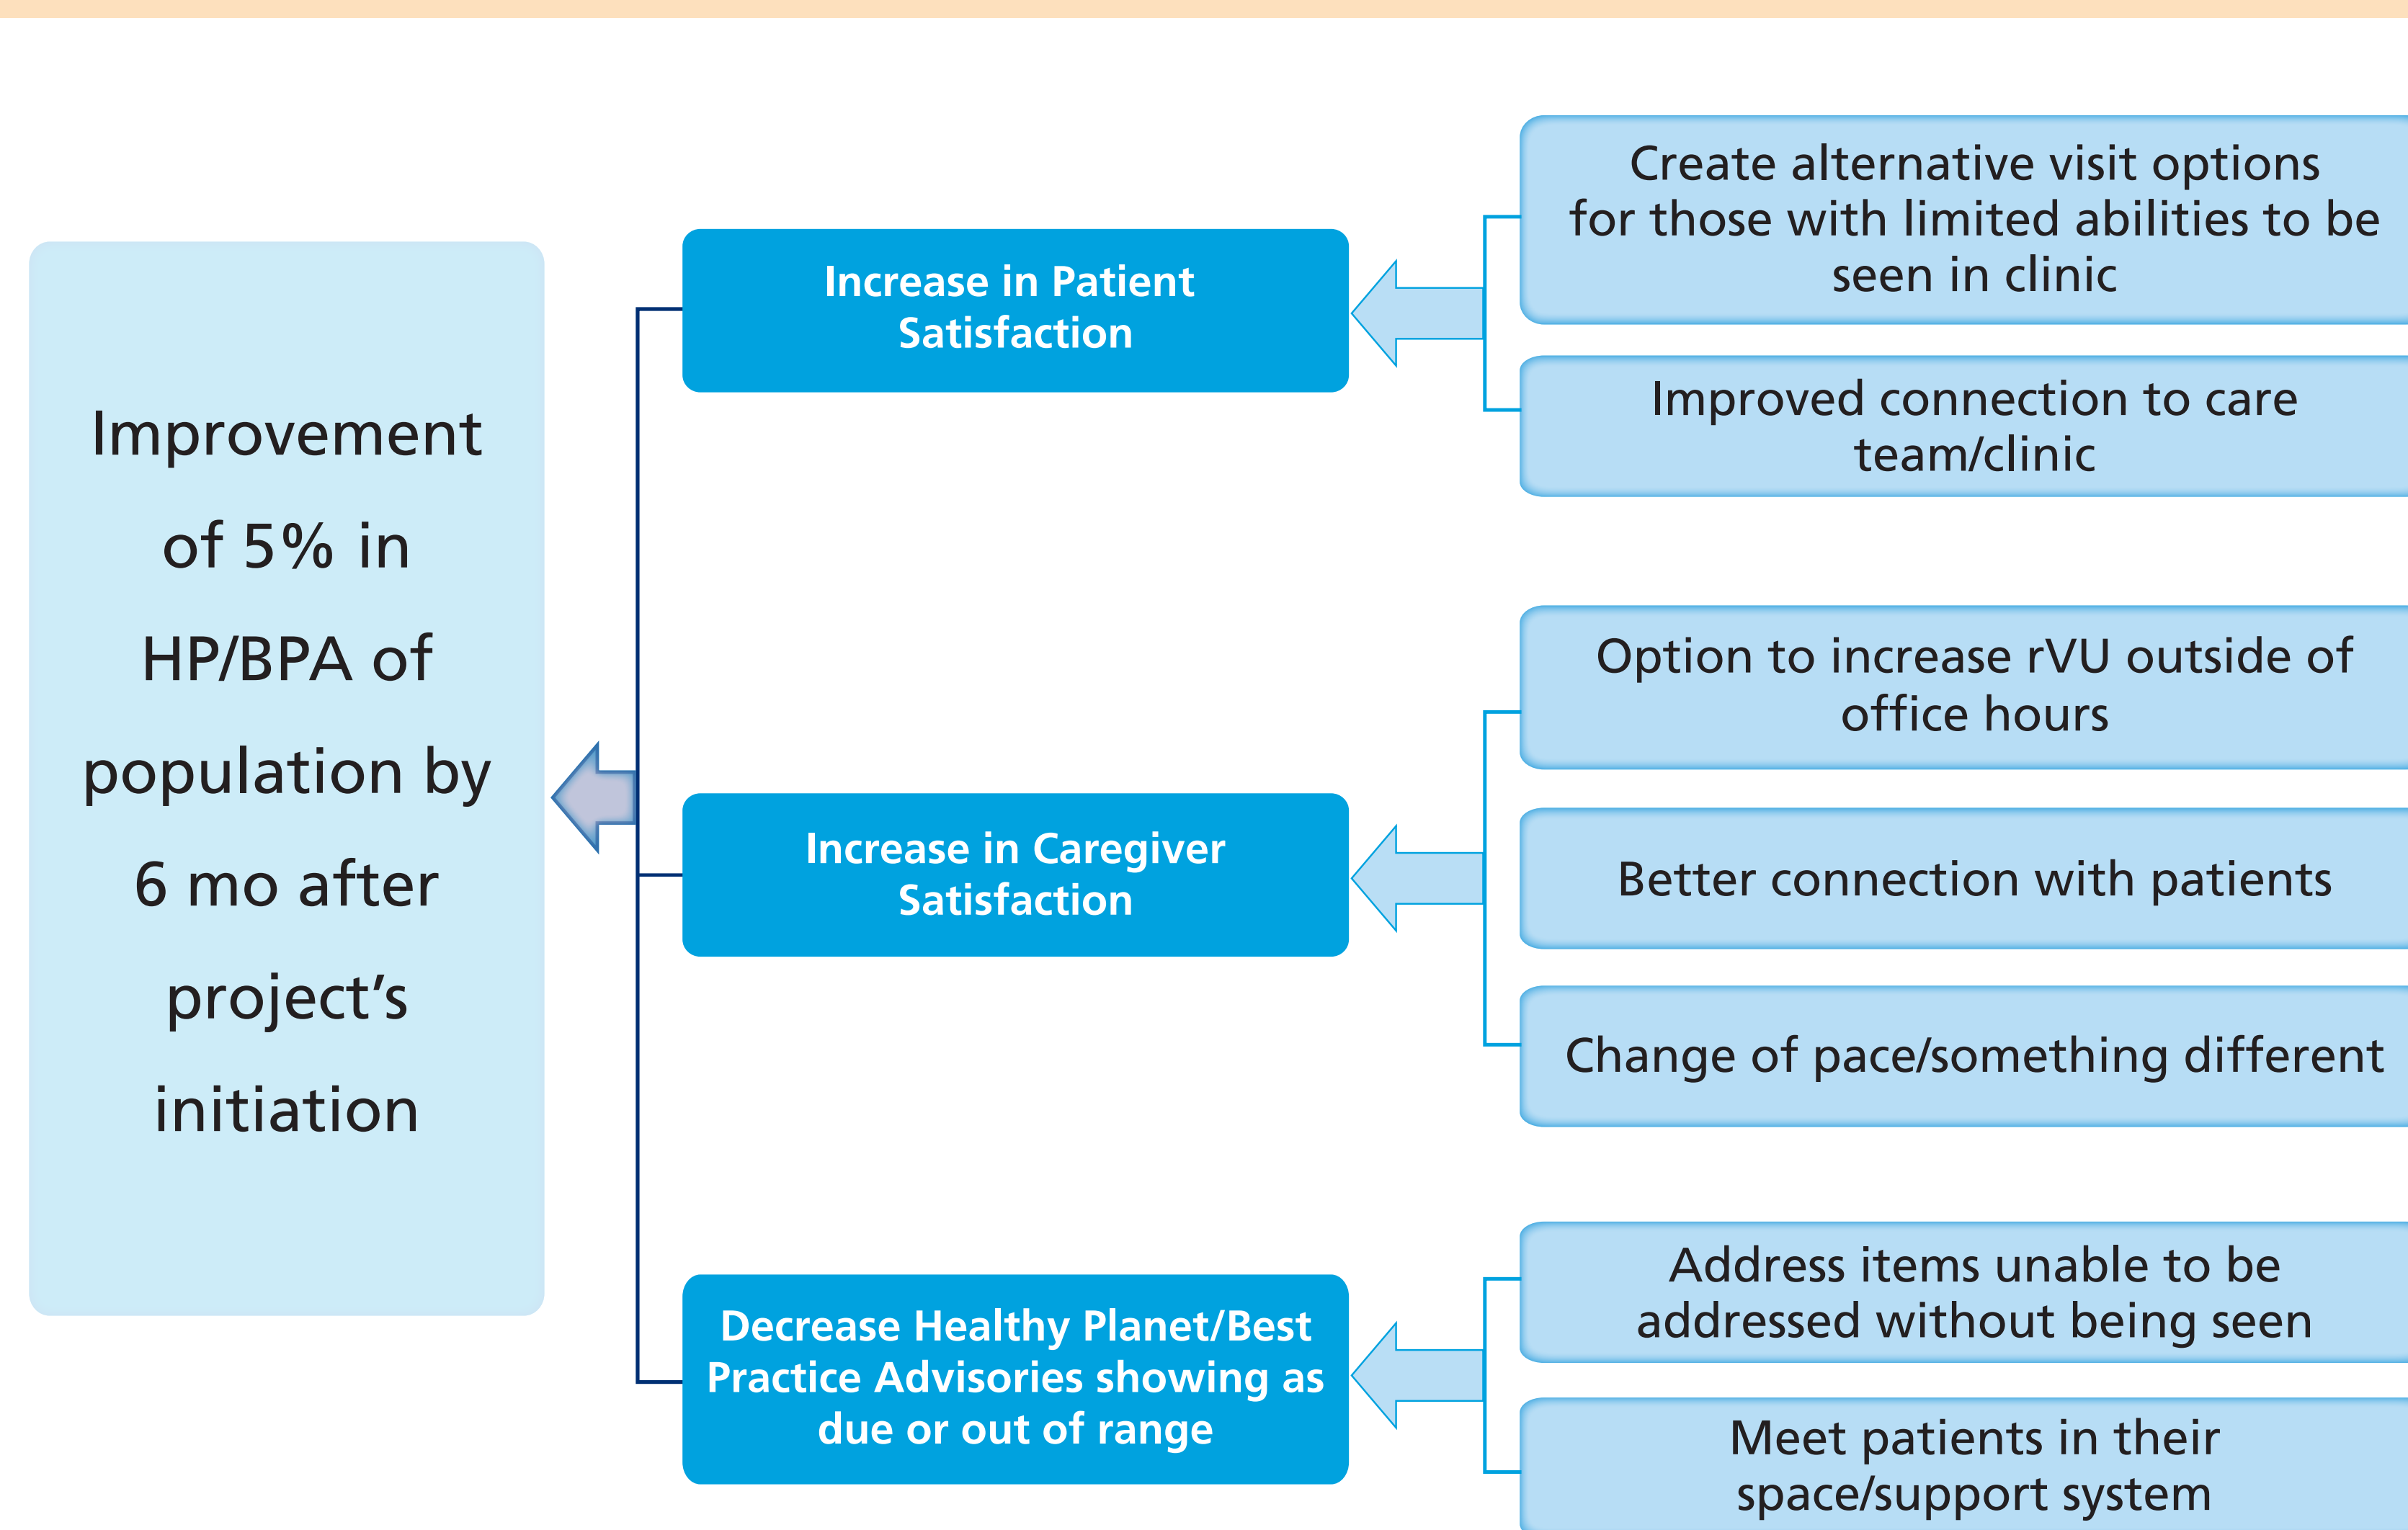 Improvement
of 5% in
HP/BPA of
population by
6 mo after
project’s
initiation
Increase in Patient
Satisfaction
Create alternative visit options
for those with limited abilities to be
seen in clinic
Improved connection to care
team/clinic
Increase in Caregiver
Satisfaction
Option to increase rVU outside of
office hours
Better connection with patients
Change of pace/something different
Decrease Healthy Planet/Best
Practice Advisories showing as
due or out of range
Address items unable to be
addressed without being seen
Meet patients in their
space/support system